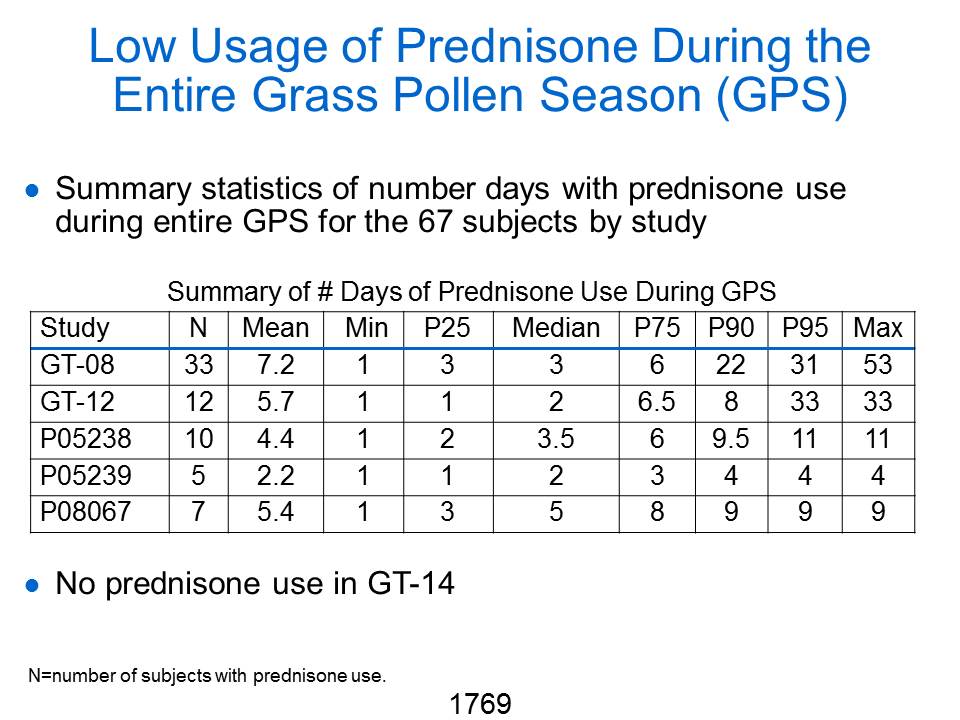 Low Usage of Prednisone During the
Entire Grass Pollen Season (GPS)
● Summary statistics of number days with prednisone use
during entire GPS for the 67 subjects by study
Summary of # Days of Prednisone Use During GPS
Study N Mean Min P25 Median P75 P90 P95 Max
GT-08 33 7.2 1 3 3 6 22 31 53
GT-12 12 5.7 1 1 2 6.5 8 33 33
P05238 10 4.4 1 2 3.5 6 9.5 11 11
P05239 5 2.2 1 1 2 3 4 4 4
P08067 7 5.4 1 3 5 8 9 9 9
● No prednisone use in GT-14
N=number of subjects with prednisone use.
1769